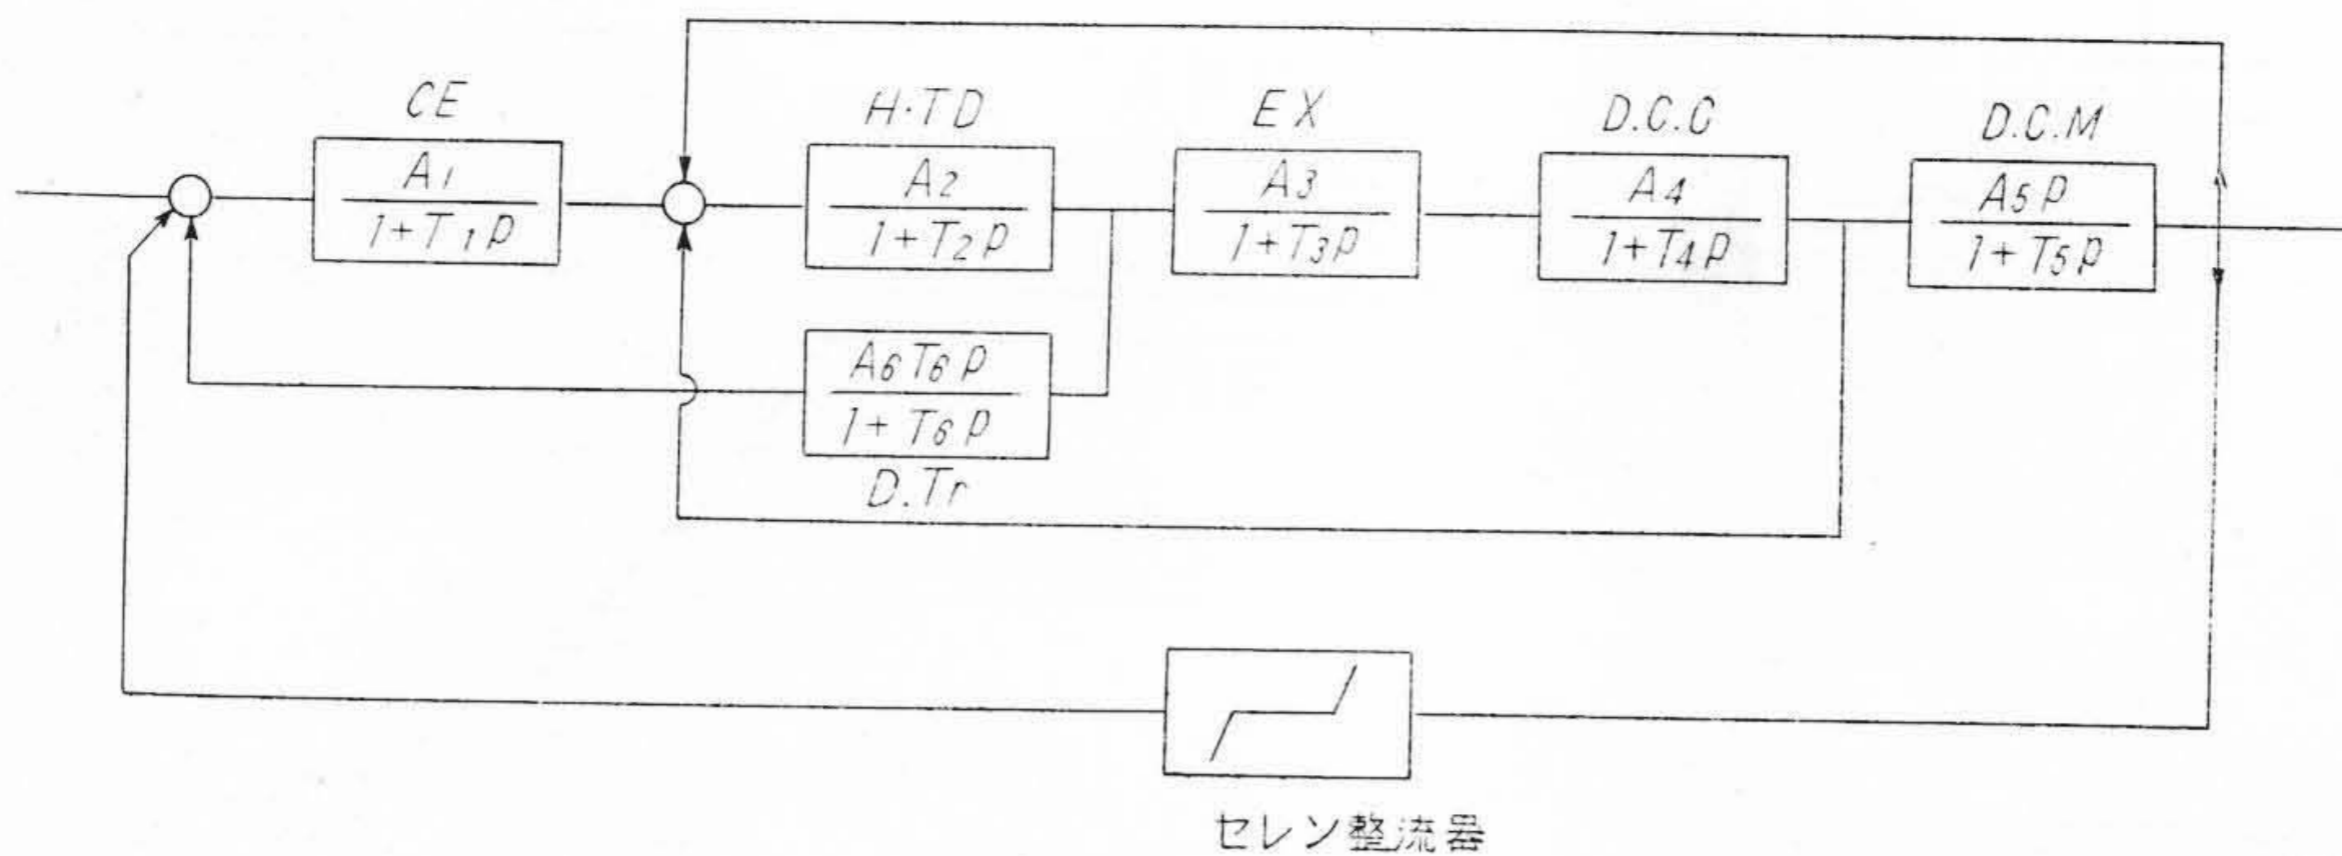 CE
A1
1+T1p
H·TD
A2
1+T2p
EX
A3
1+T3p
D.C.G
A4
1+T4p
D.C.M
A5p
1+T5p
A6T6p
1+T6p
D.Tr
セレン整流器